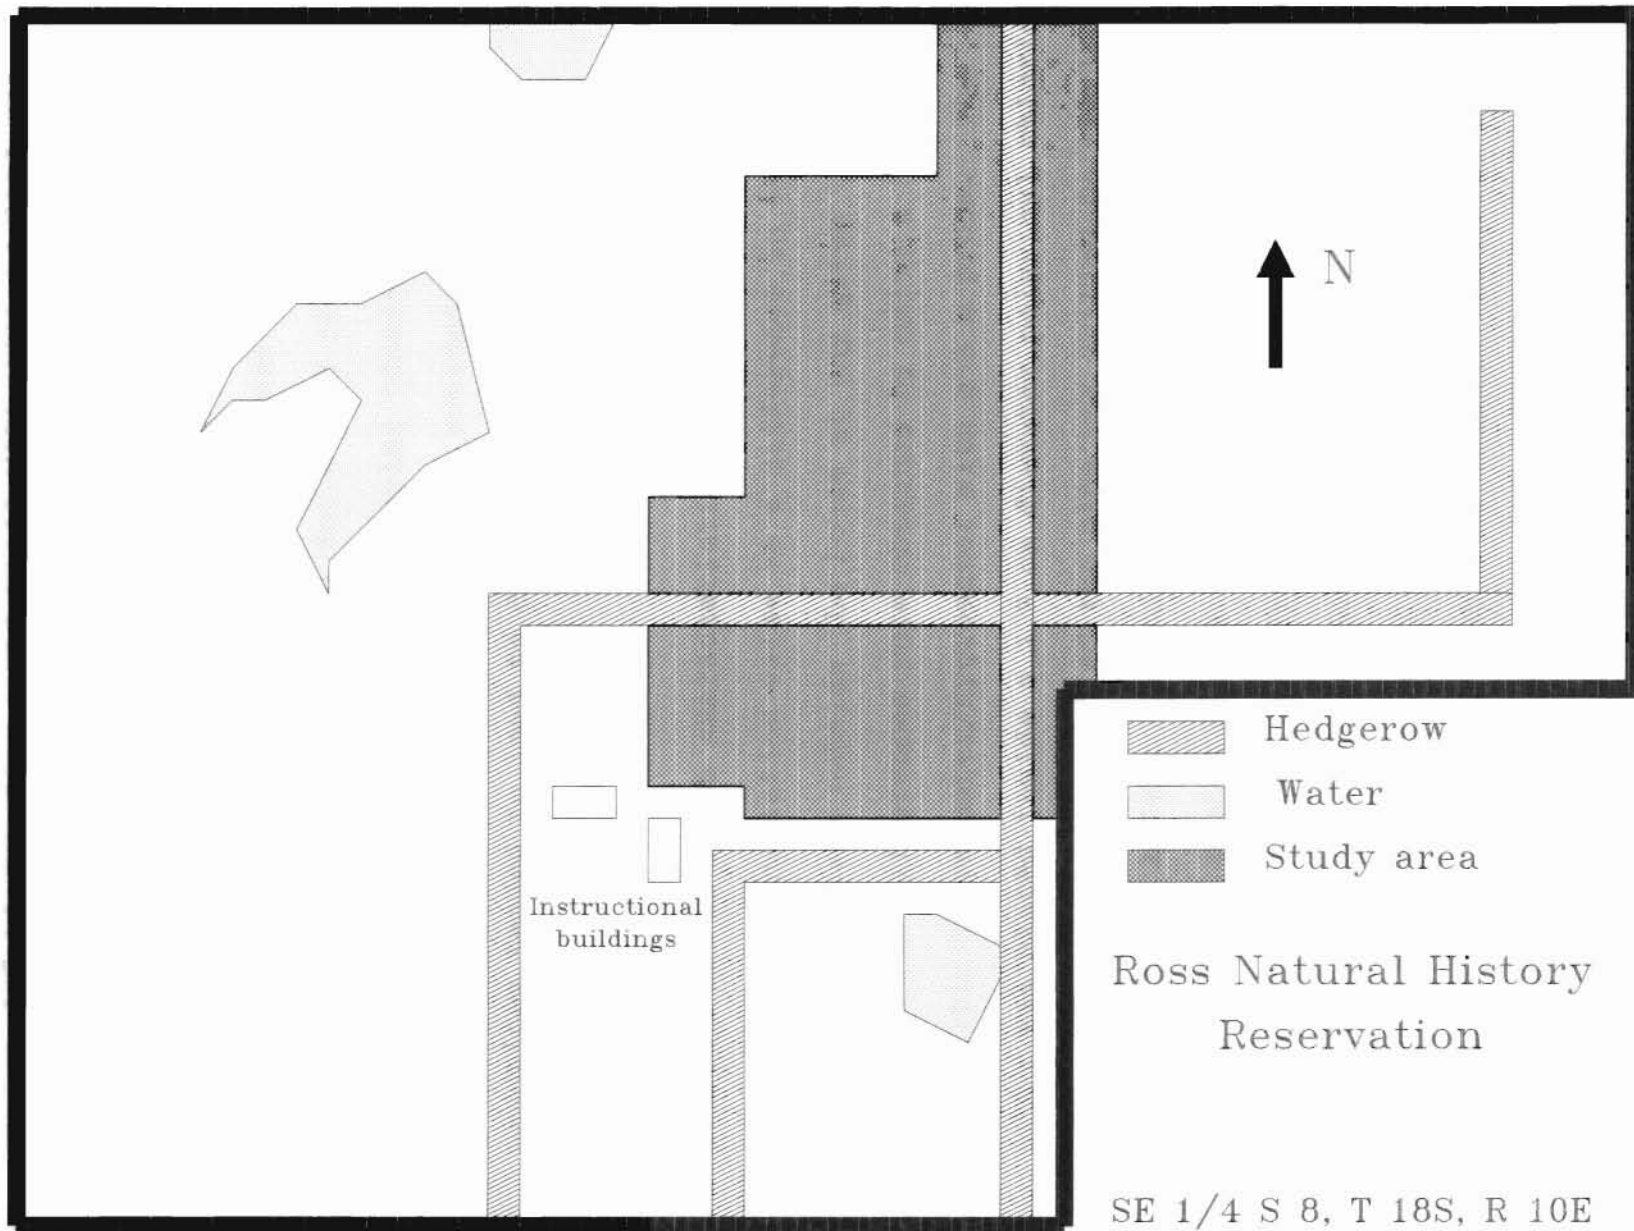 N
Hedgerow
Water
Study area
Instructional
buildings
Ross Natural History
Reservation
SE 1/4 S 8, T 18S, R 10E